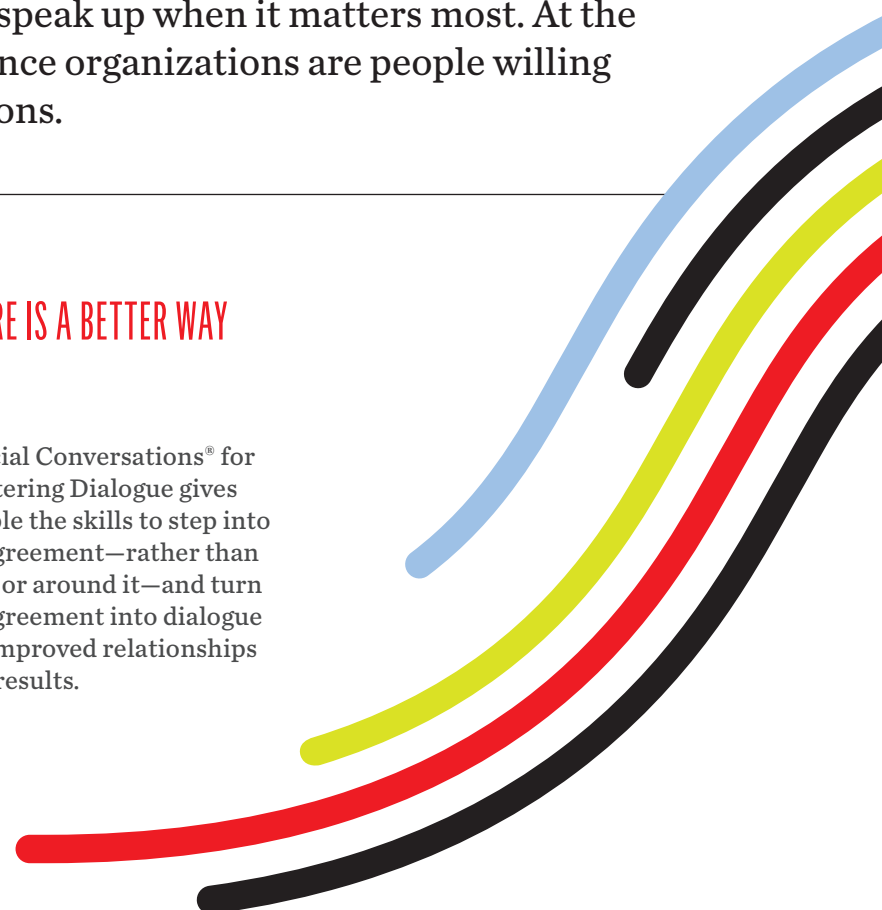 speak up when it matters most. At the
nce organizations are people willing
ons.
RE IS A BETTER WAY
ial Conversations® for
tering Dialogue gives
le the skills to step into
greement—rather than
or around it—and turn
greement into dialogue
mproved relationships
results.